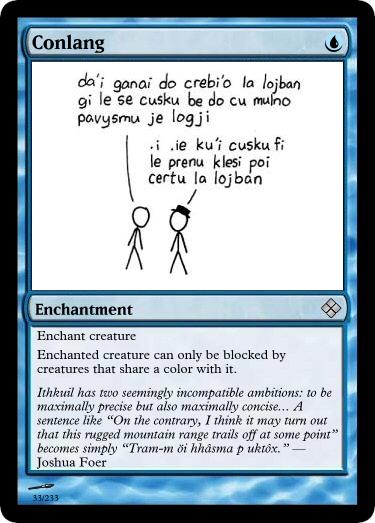 Conlang
da'i ganai do crebi'o la lojban
gi le se cusku be do cu mulno
pavysmu je logji
.i .ie ku'i cusku fi
le prenu klesi poi
certu la lojban
Enchantment
Enchant creature
Enchanted creature can only be blocked by
creatures that share a color with it.
Ithkuil has two seemingly incompatible ambitions: to be
maximally precise but also maximally concise… A
sentence like “On the contrary, I think it may turn out
that this rugged mountain range trails off at some point”
becomes simply “Tram-m öi hhâsma p uktôx.” —
Joshua Foer
33/233